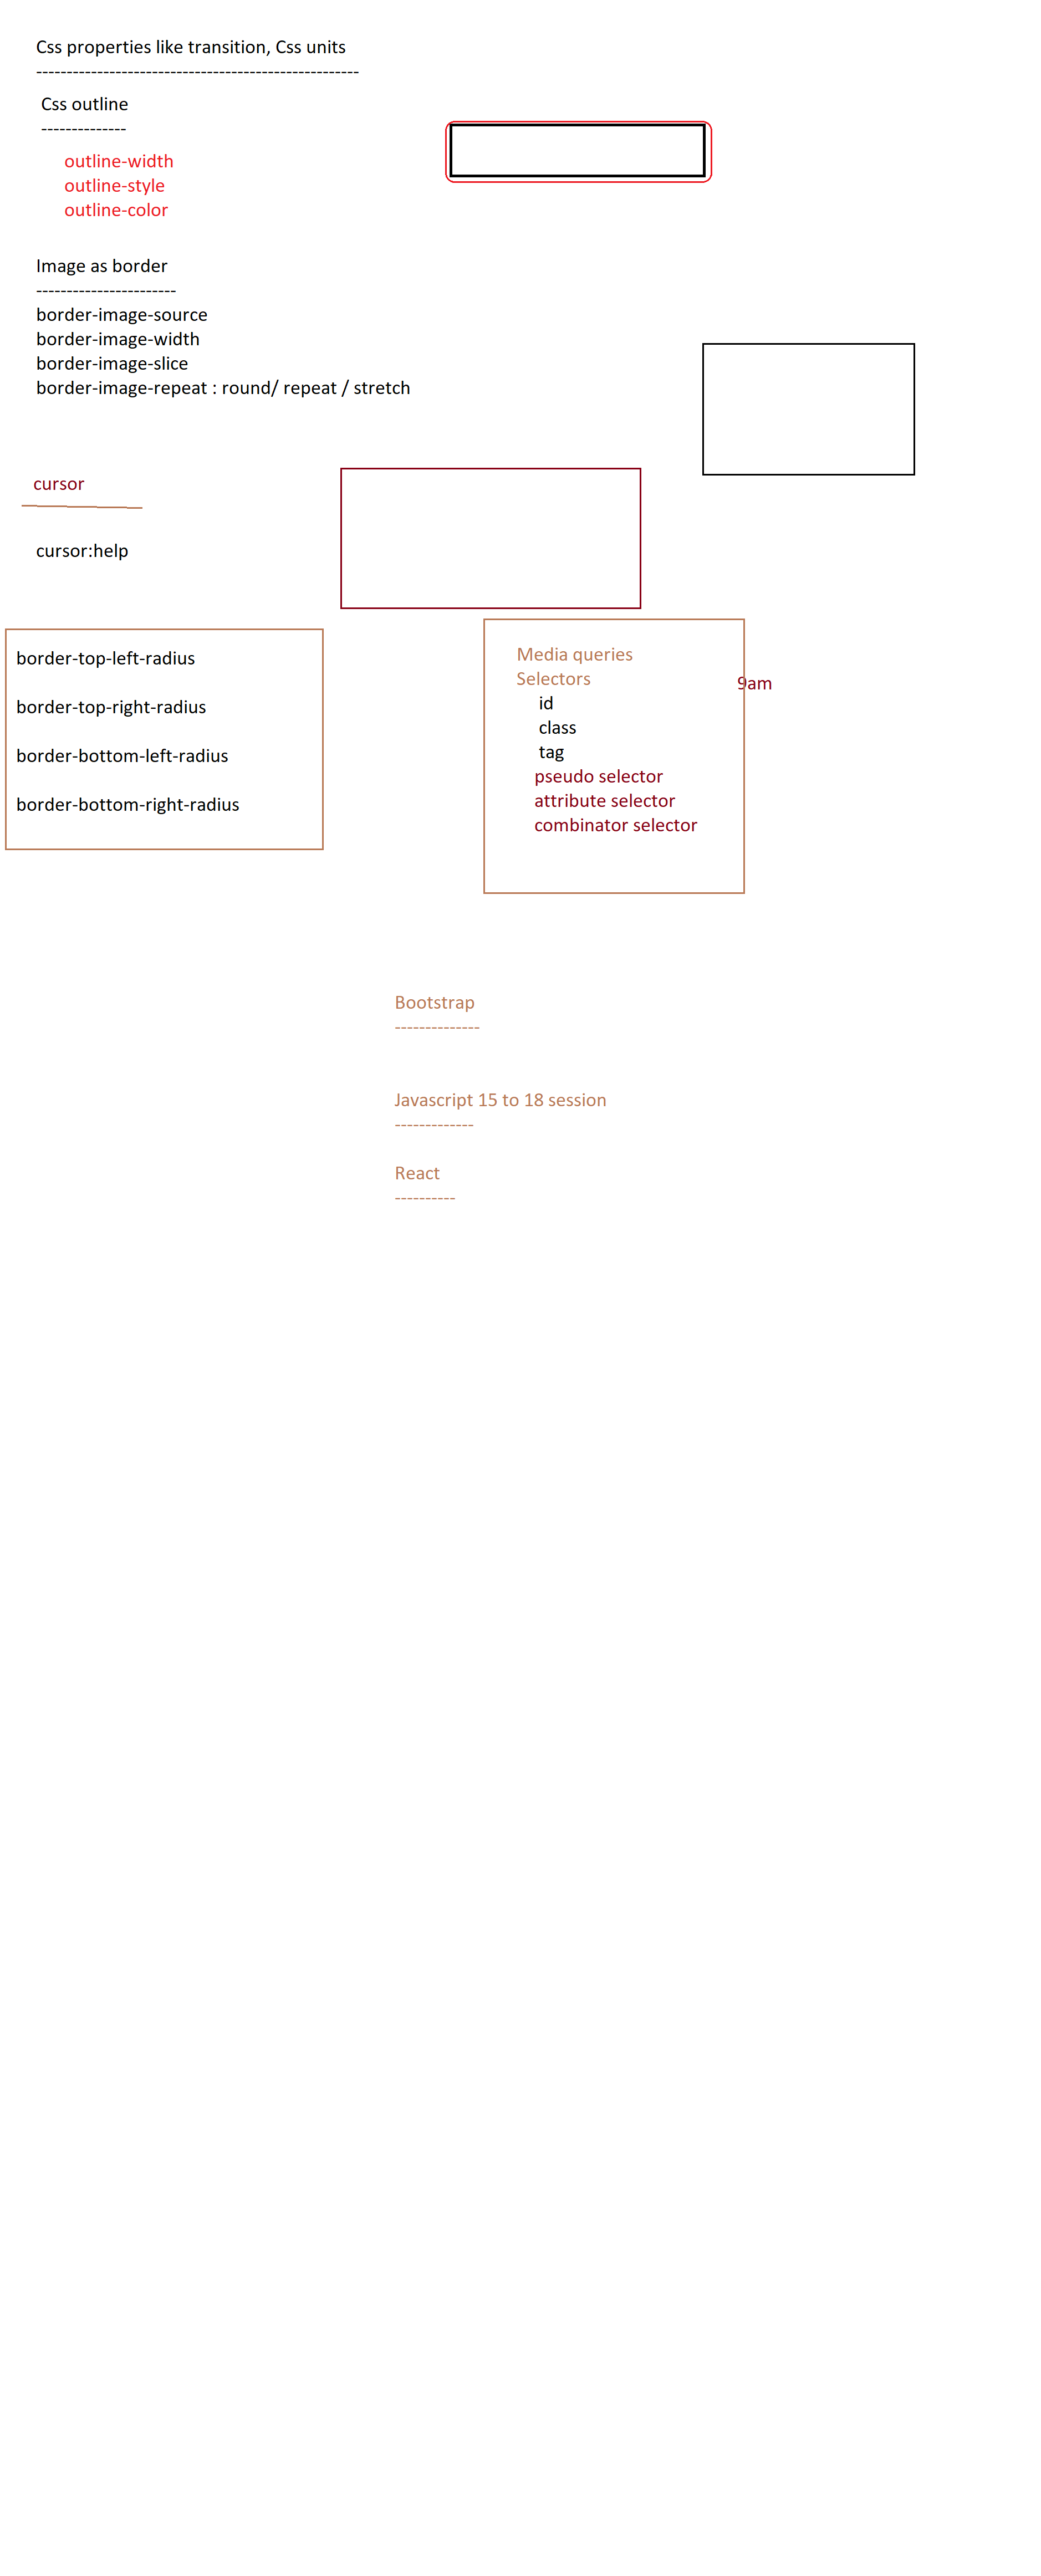 Css properties like transition, Css units
-----------------------------------------------------
Css outline
--------------
outline-width
outline-style
outline-color
Image as border
-----------------------
border-image-source
border-image-width
border-image-slice
border-image-repeat : round/ repeat / stretch
cursor
cursor:help
border-top-left-radius
border-top-right-radius
border-bottom-left-radius
border-bottom-right-radius
Media queries
Selectors
9am
id
class
tag
pseudo selector
attribute selector
combinator selector
Bootstrap
--------------
Javascript 15 to 18 session
-------------
React
----------